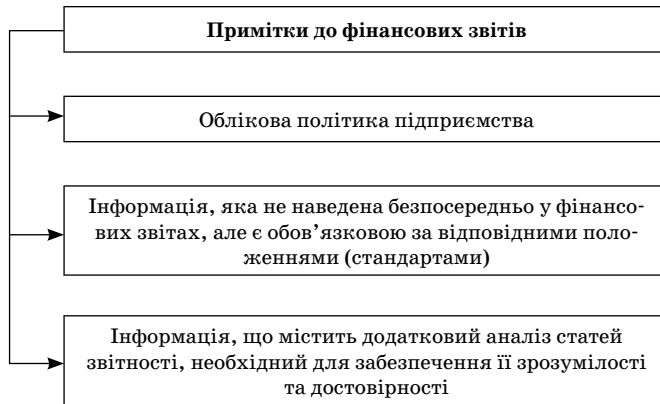 Примітки до фінансових звітів
Облікова політика підприємства
Інформація, яка не наведена безпосередньо у фінансо-
вих звітах, але є обов’язковою за відповідними поло-
женнями (стандартами)
Інформація, що містить додатковий аналіз статей
звітності, необхідний для забезпечення її зрозумілості
та достовірності